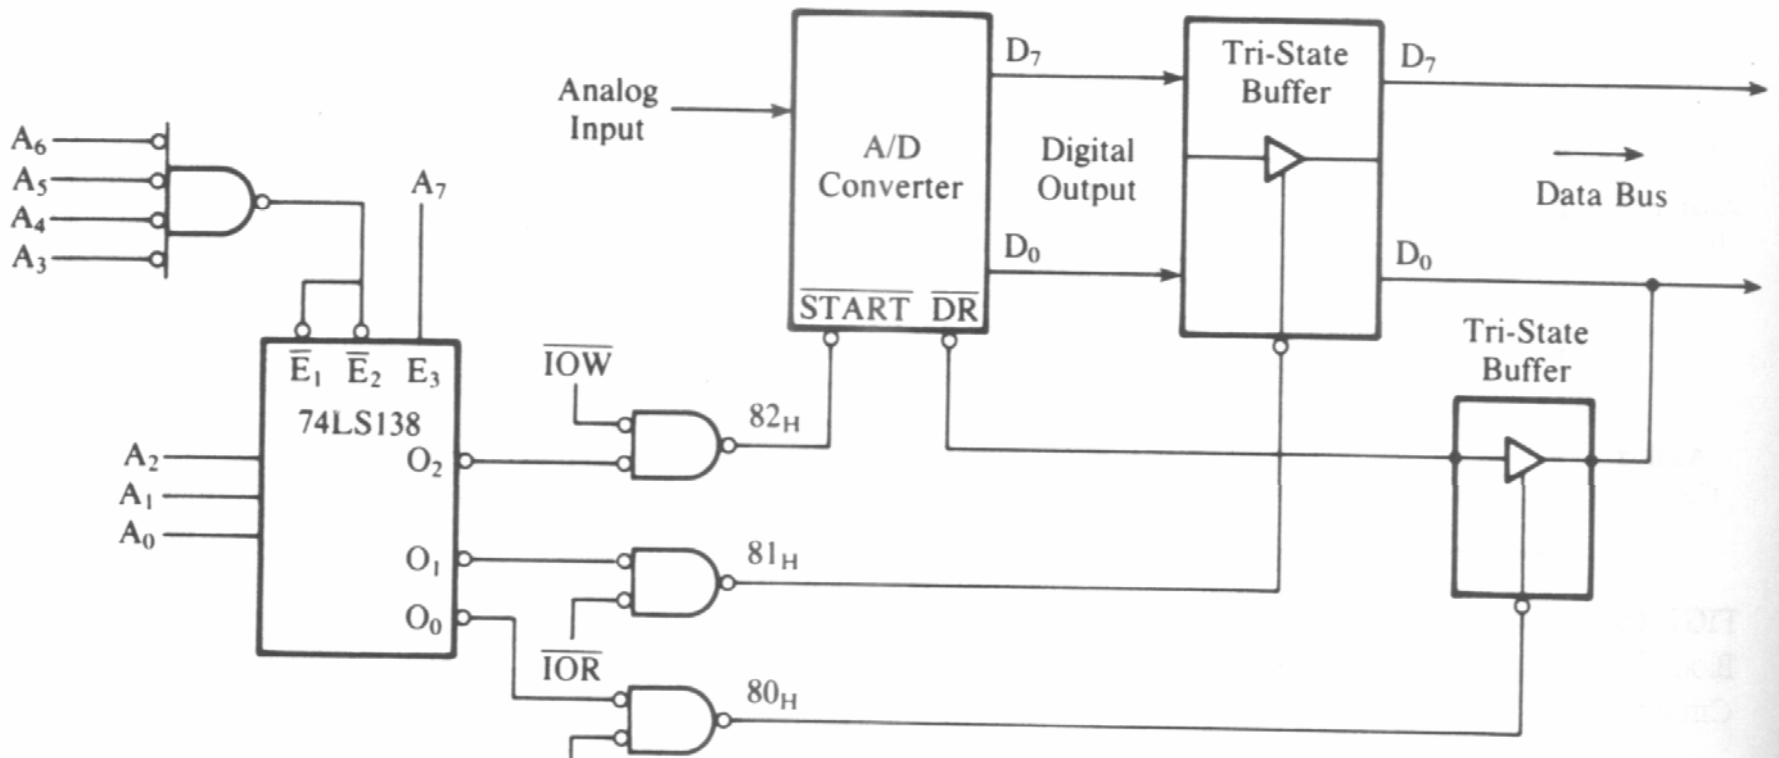 A6
A5
A4
A3
A7
Analog
Input
A/D
Converter
START
DR
D7
Digital
Output
D0
Tri-State
Buffer
D7
Data Bus
D0
Tri-State
Buffer
E1
E2
E3
74LS138
A2
A1
A0
O2
O1
O0
IOW
82H
81H
IOR
80H